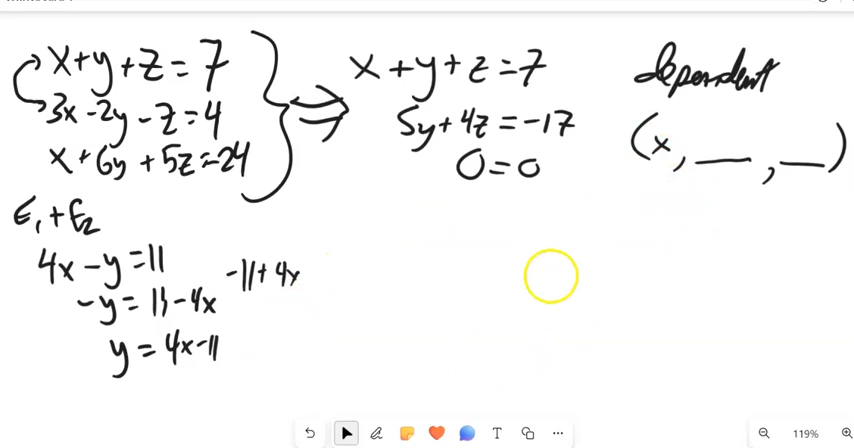 x+y+z=7
3x-2y-z=4
x+6y+5z=24
E₁+E₂
4x-y=11
-y=11-4x
-11+4x
y=4x-11
x+y+z=7
5y+4z=-17
0=0
dependent
(x, __, __)
T
...
119%